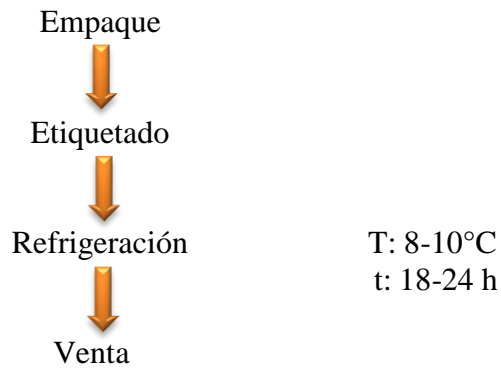 Empaque
Etiquetado
Refrigeración
T: 8-10°C
t: 18-24 h
Venta